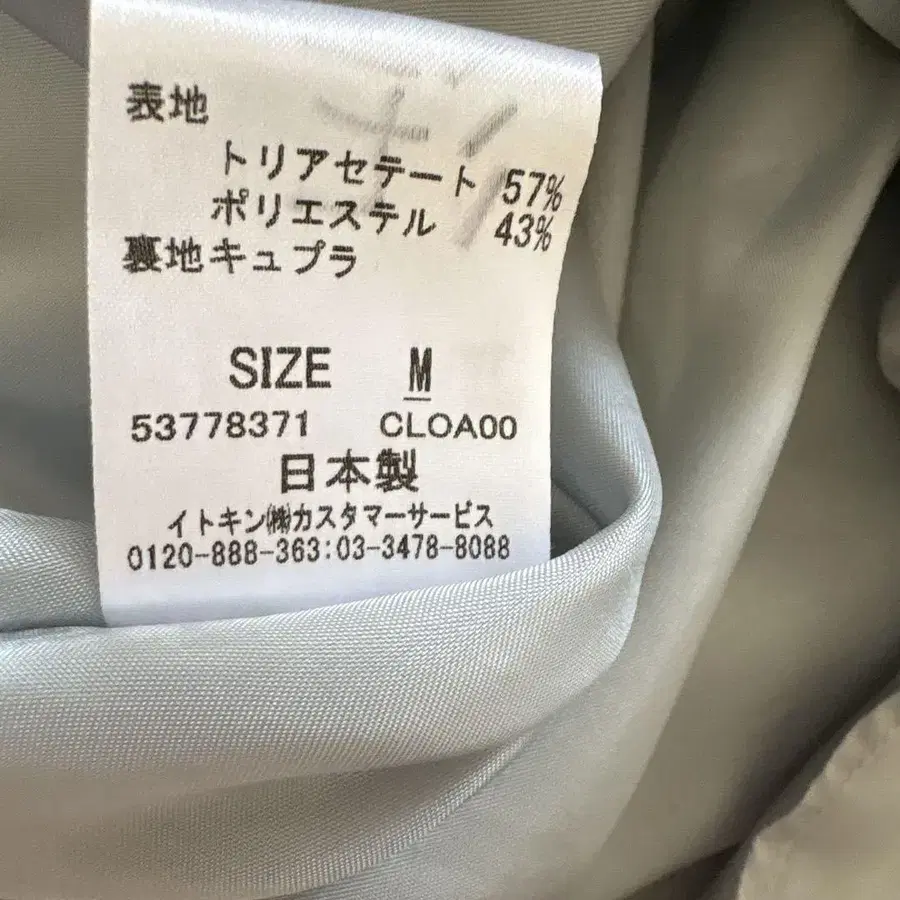 表地
トリアセテート 57%
ポリエステル 43%
裏地キュプラ
SIZE M
53778371 CLOA00
日本製
イトキン㈱カスタマーサービス
0120-888-363:03-3478-8088